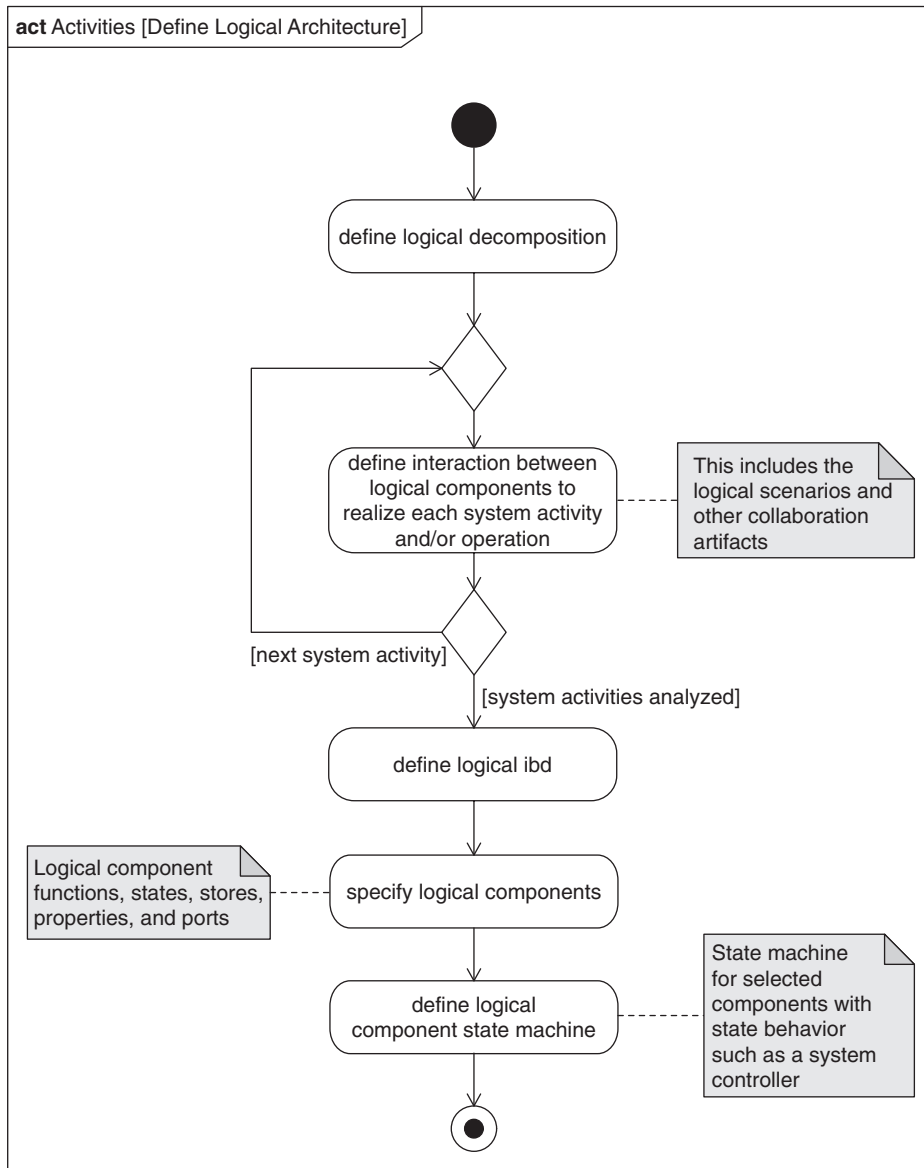 act Activities [Define Logical Architecture]
define logical decomposition
define interaction between
logical components to
realize each system activity
and/or operation
This includes the
logical scenarios and
other collaboration
artifacts
[next system activity]
[system activities analyzed]
define logical ibd
Logical component
functions, states, stores,
properties, and ports
specify logical components
define logical
component state machine
State machine
for selected
components with
state behavior
such as a system
controller